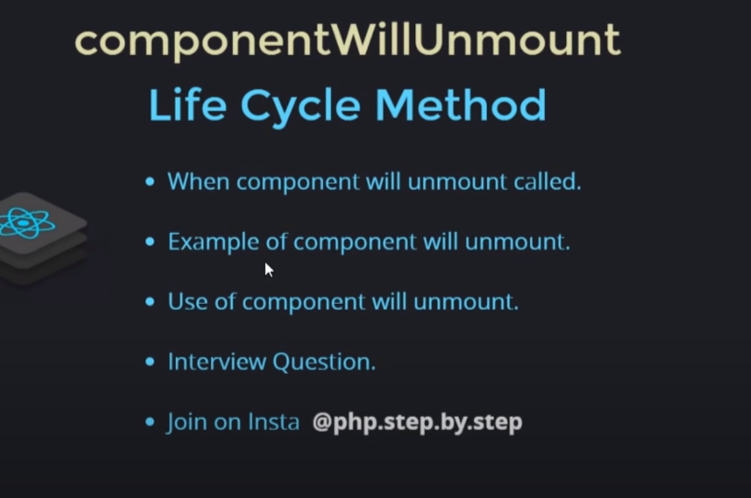 componentWillUnmount
Life Cycle Method
• When component will unmount called.
• Example of component will unmount.
• Use of component will unmount.
• Interview Question.
• Join on Insta @php.step.by.step